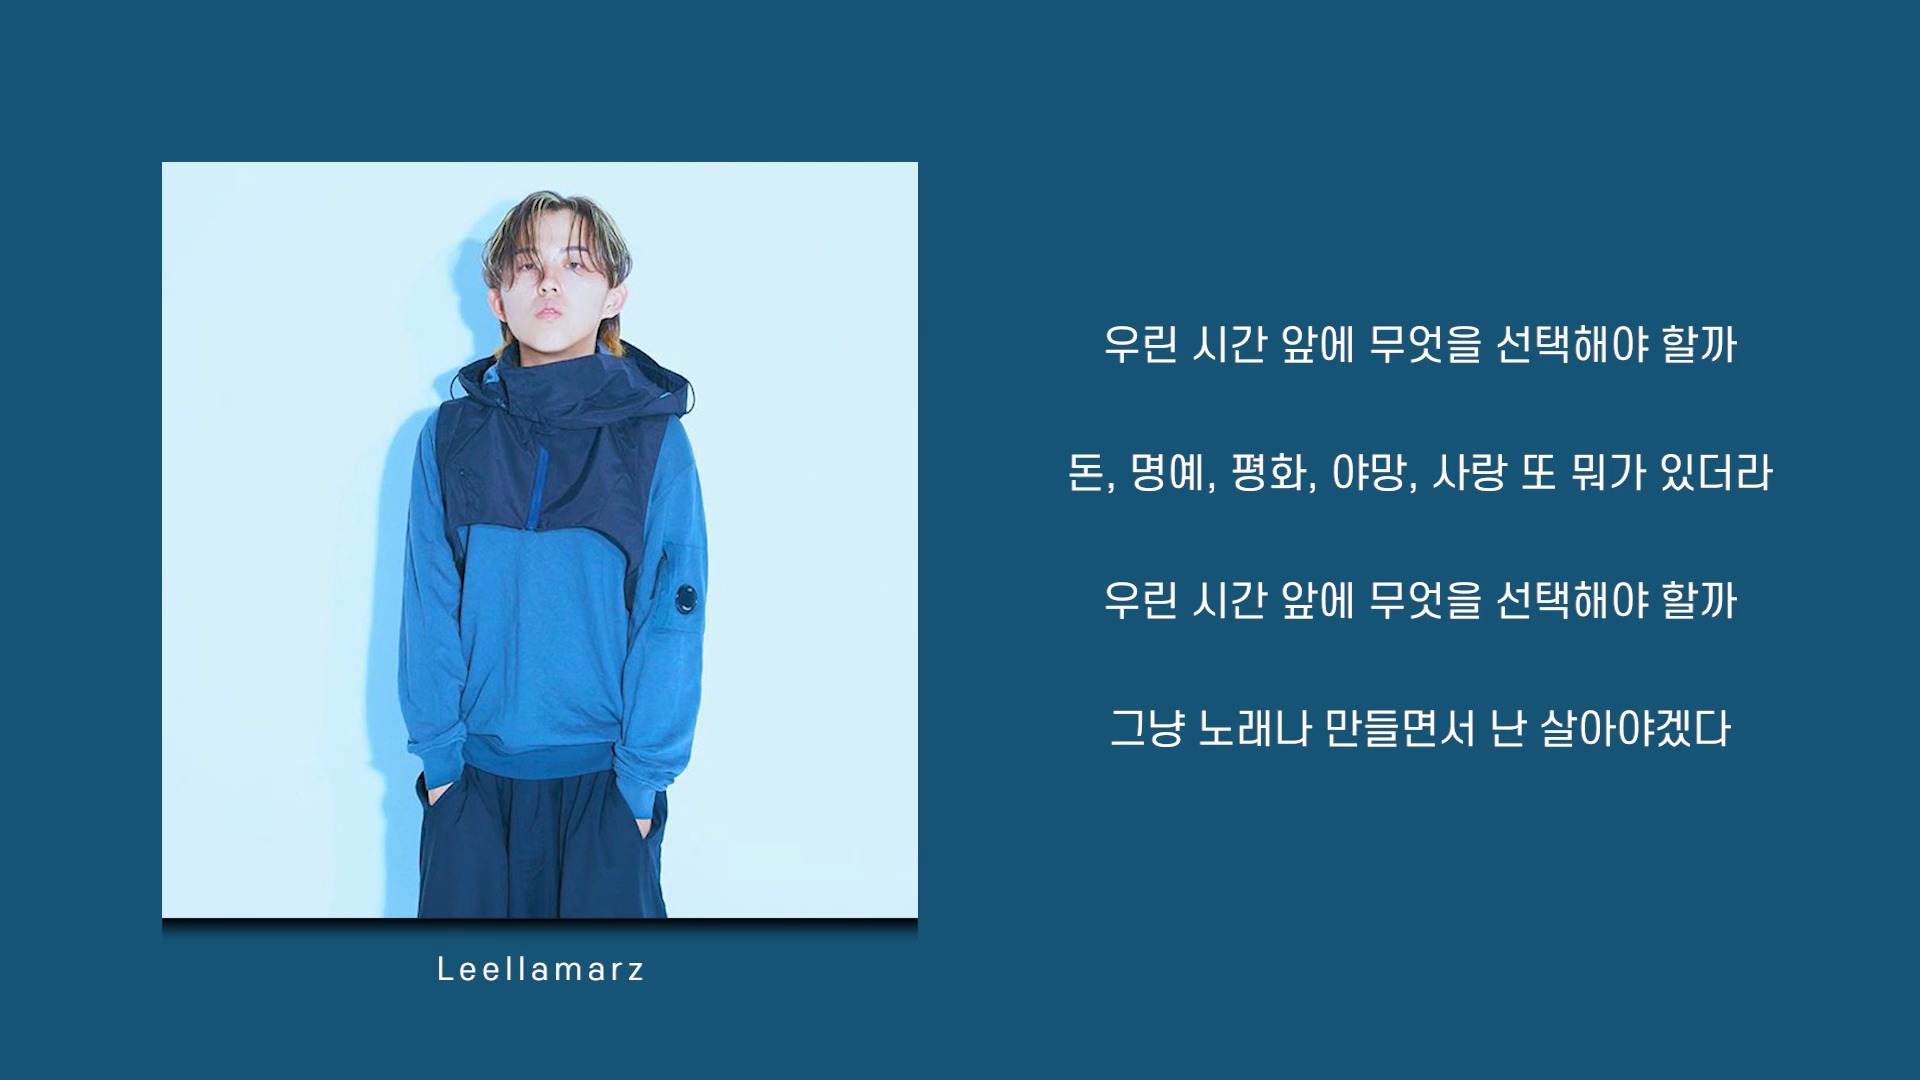 우린 시간 앞에 무엇을 선택해야 할까
돈, 명예, 평화, 야망, 사랑 또 뭐가 있더라
우린 시간 앞에 무엇을 선택해야 할까
그냥 노래나 만들면서 난 살아야겠다
Leellamarz